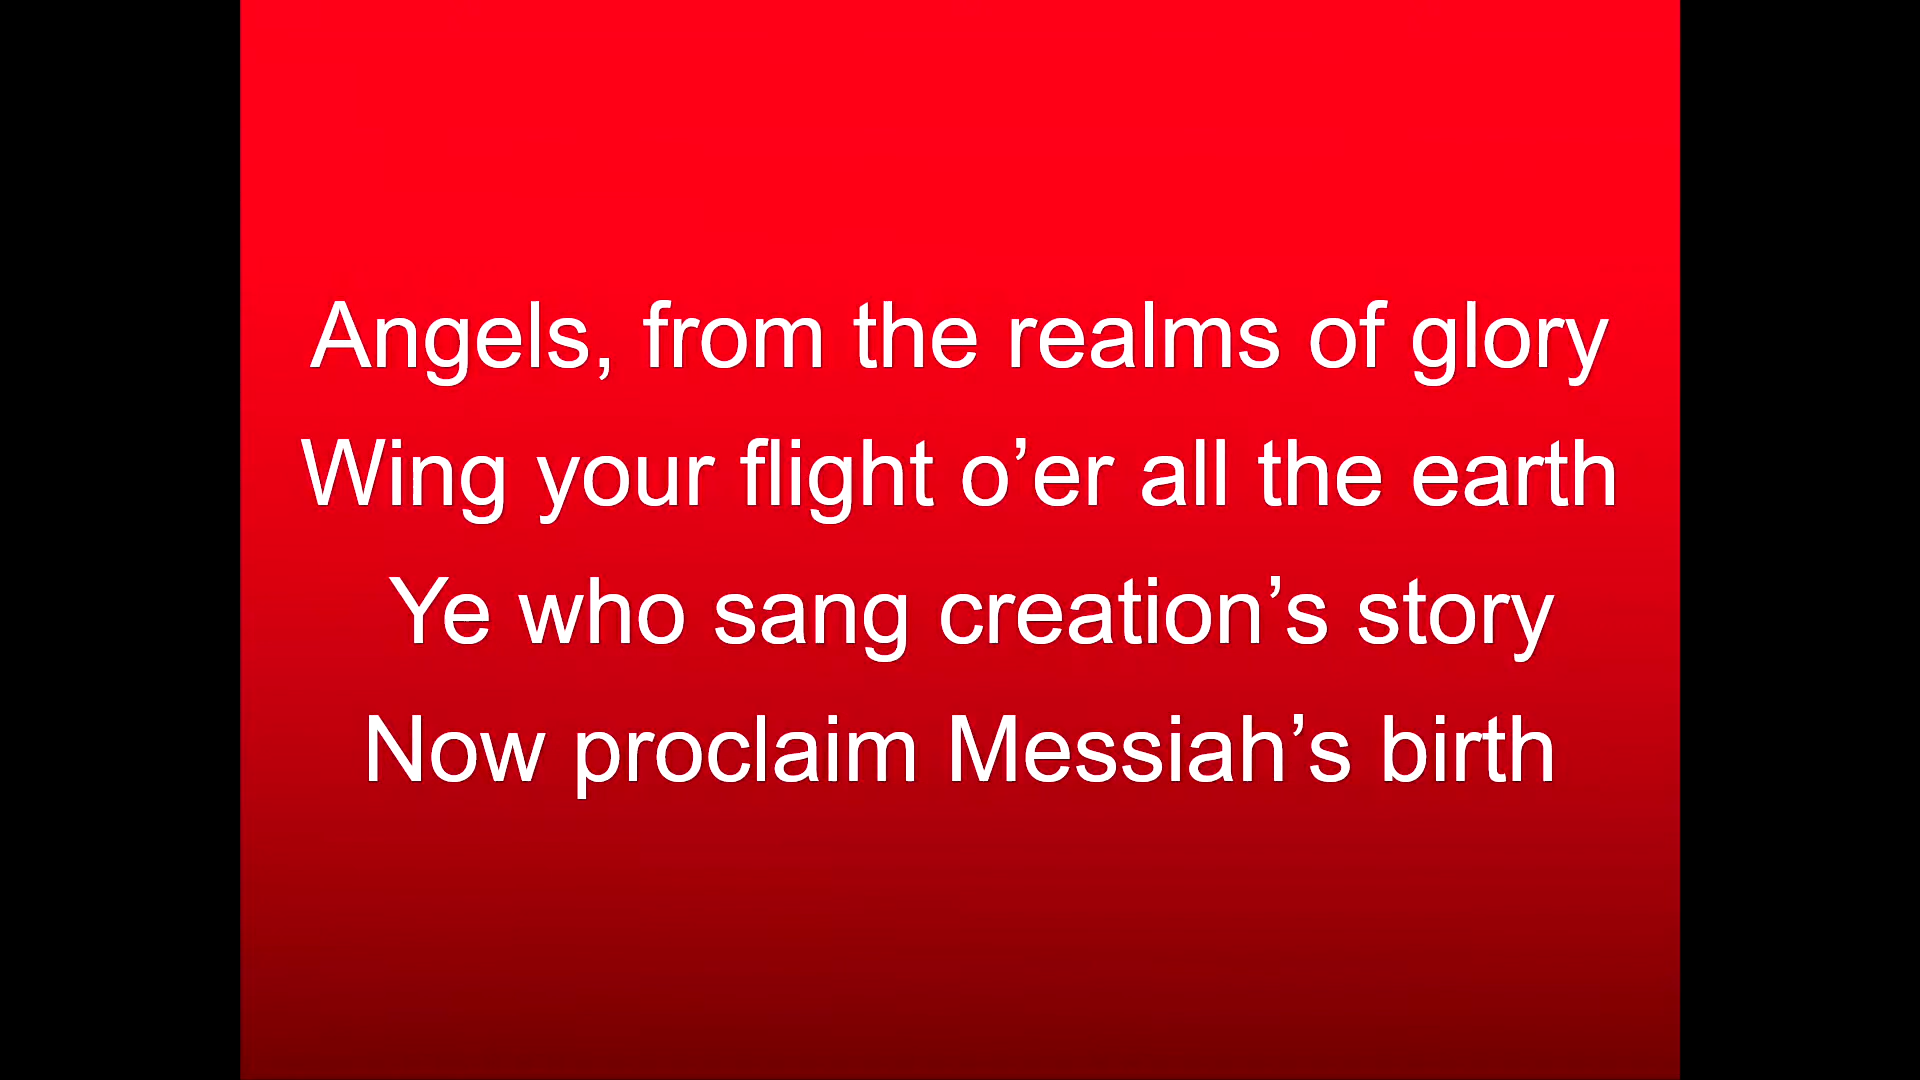 Angels, from the realms of glory
Wing your flight o’er all the earth
Ye who sang creation’s story
Now proclaim Messiah’s birth